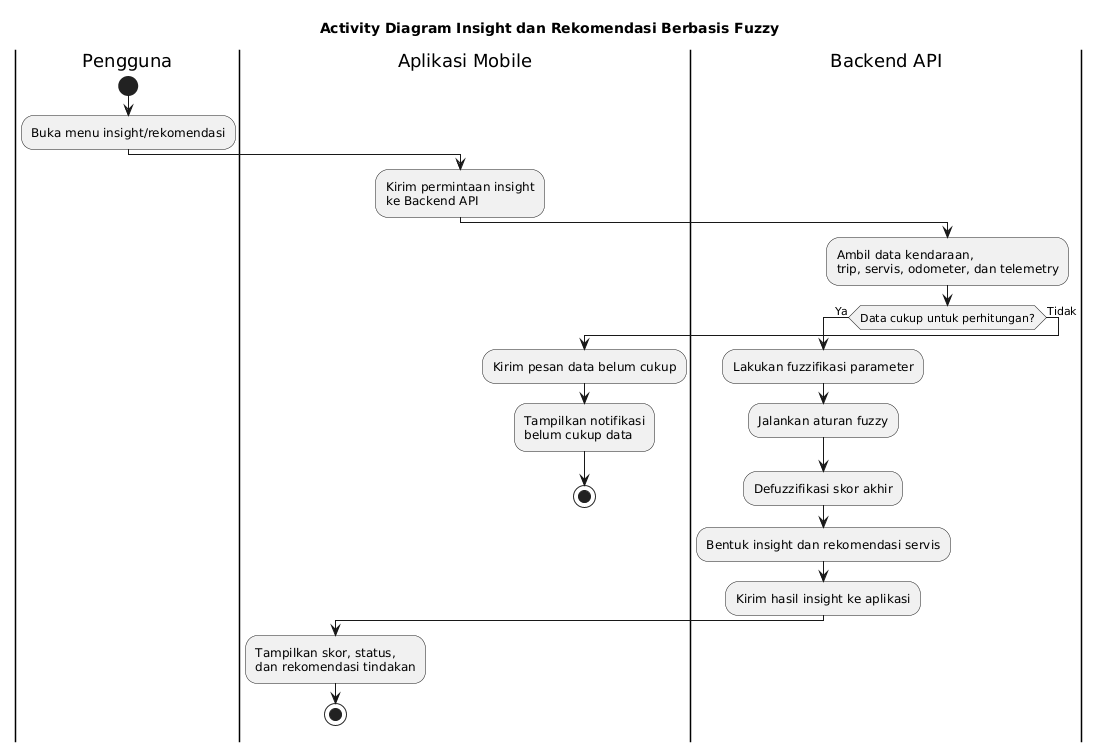 Activity Diagram Insight dan Rekomendasi Berbasis Fuzzy
Pengguna
Aplikasi Mobile
Backend API
Buka menu insight/rekomendasi
Kirim permintaan insight
ke Backend API
Ambil data kendaraan,
trip, servis, odometer, dan telemetry
Ya
Data cukup untuk perhitungan?
Tidak
Kirim pesan data belum cukup
Lakukan fuzzifikasi parameter
Tampilkan notifikasi
belum cukup data
Jalankan aturan fuzzy
Defuzzifikasi skor akhir
Bentuk insight dan rekomendasi servis
Kirim hasil insight ke aplikasi
Tampilkan skor, status,
dan rekomendasi tindakan